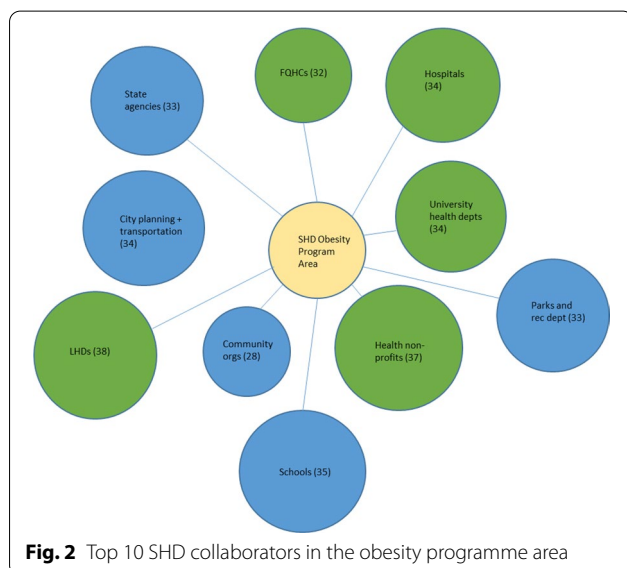 FQHCs (32)
Hospitals
(34)
State
agencies (33)
University
health depts
(34)
City planning +
transportation
(34)
SHD Obesity
Program
Area
Parks and
rec dept (33)
LHDs (38)
Community
orgs (28)
Health non-
profits (37)
Schools (35)
Fig. 2 Top 10 SHD collaborators in the obesity programme area